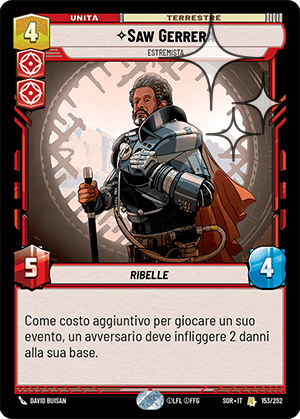 4
UNITÀ
TERRESTRE
SAW GERRERA
ESTREMISTA
5
RIBELLE
4
Come costo aggiuntivo per giocare un suo
evento, un avversario deve infliggere 2 danni
alla sua base.
DAVID BUISAN
©LFL ©FFG
SOR•IT
R
153/252